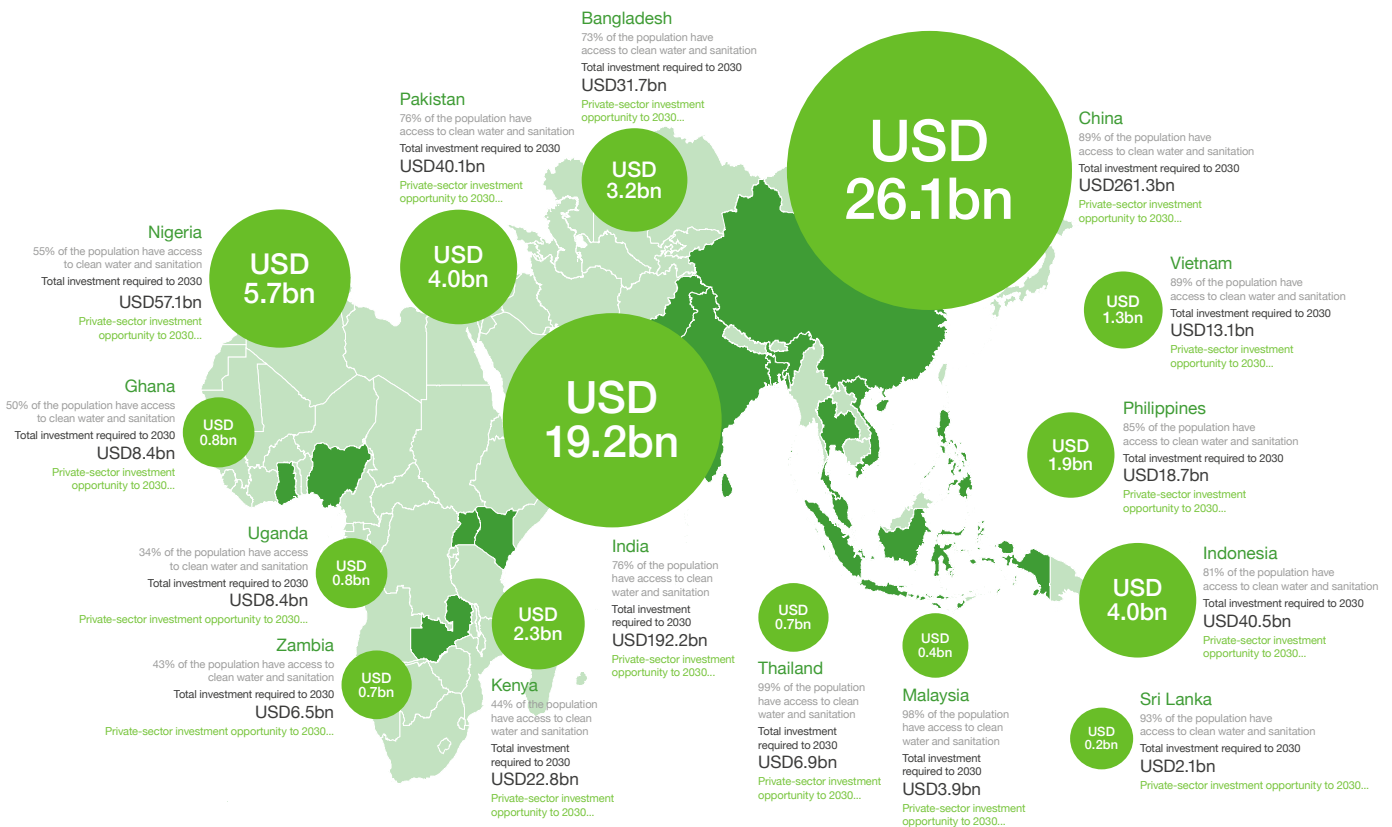 Bangladesh
73% of the population have
access to clean water and sanitation
Total investment required to 2030
USD31.7bn
Private-sector investment
opportunity to 2030...
USD
3.2bn
Pakistan
76% of the population have
access to clean water and sanitation
Total investment required to 2030
USD40.1bn
Private-sector investment
opportunity to 2030...
USD
4.0bn
China
89% of the population have
access to clean water and sanitation
Total investment required to 2030
USD261.3bn
Private-sector investment
opportunity to 2030...
USD
26.1bn
Nigeria
55% of the population have access
to clean water and sanitation
Total investment required to 2030
USD57.1bn
Private-sector investment
opportunity to 2030...
USD
5.7bn
Vietnam
89% of the population have
access to clean water and sanitation
Total investment required to 2030
USD13.1bn
Private-sector investment
opportunity to 2030...
USD
1.3bn
Ghana
50% of the population have access
to clean water and sanitation
Total investment required to 2030
USD8.4bn
Private-sector investment
opportunity to 2030...
USD
0.8bn
USD
19.2bn
India
76% of the population
have access to clean
water and sanitation
Total investment
required to 2030
USD192.2bn
Private-sector investment
opportunity to 2030...
Philippines
85% of the population have
access to clean water and sanitation
Total investment required to 2030
USD18.7bn
Private-sector investment
opportunity to 2030...
USD
1.9bn
Uganda
34% of the population have access
to clean water and sanitation
Total investment required to 2030
USD8.4bn
Private-sector investment opportunity to 2030...
USD
0.8bn
Indonesia
81% of the population have
access to clean water and sanitation
Total investment required to 2030
USD40.5bn
Private-sector investment
opportunity to 2030...
USD
4.0bn
Zambia
43% of the population have access to
clean water and sanitation
Total investment required to 2030
USD6.5bn
Private-sector investment opportunity to 2030...
USD
0.7bn
USD
2.3bn
Kenya
44% of the population
have access to clean
water and sanitation
Total investment
required to 2030
USD22.8bn
Private-sector investment
opportunity to 2030...
USD
0.7bn
Thailand
99% of the population
have access to clean
water and sanitation
Total investment
required to 2030
USD6.9bn
Private-sector investment
opportunity to 2030...
USD
0.4bn
Malaysia
98% of the population
have access to clean
water and sanitation
Total investment
required to 2030
USD3.9bn
Private-sector investment
opportunity to 2030...
Sri Lanka
93% of the population have
access to clean water and sanitation
Total investment required to 2030
USD2.1bn
Private-sector investment opportunity to 2030...
USD
0.2bn